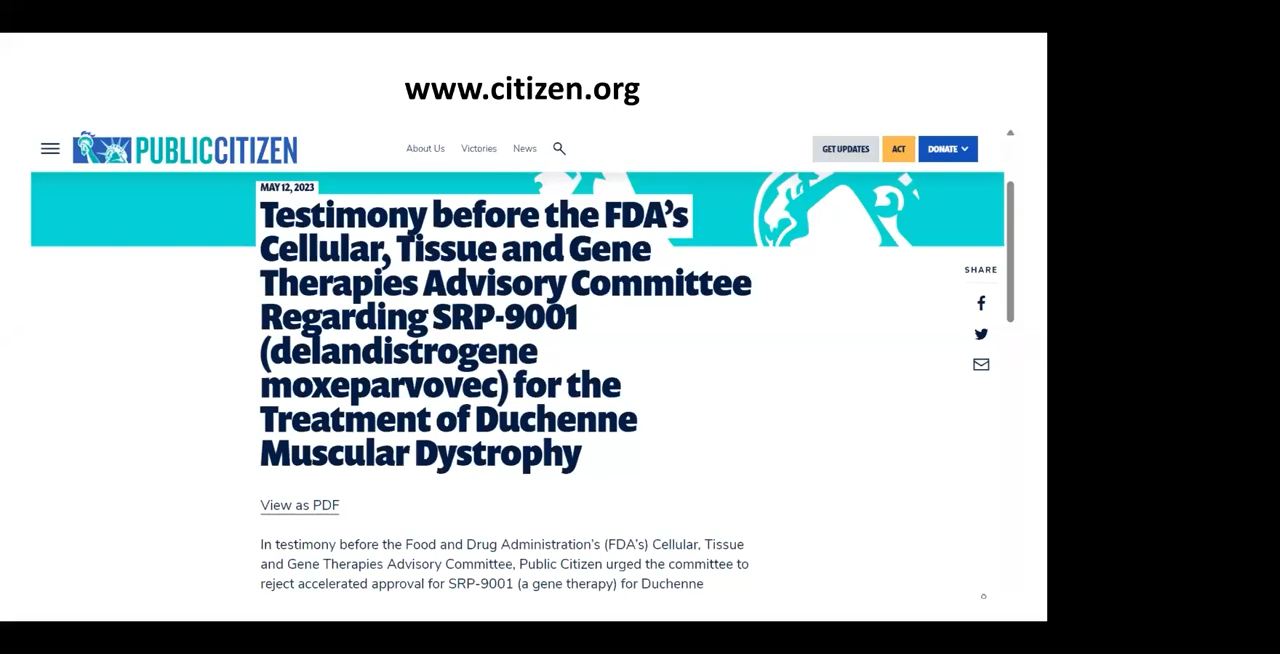 www.citizen.org
PUBLICCITIZEN
About Us Victories News
GET UPDATES ACT DONATE
MAY 12, 2023
Testimony before the FDA's
Cellular, Tissue and Gene
Therapies Advisory Committee
Regarding SRP-9001
(delandistrogene
moxeparvovec) for the
Treatment of Duchenne
Muscular Dystrophy
SHARE
View as PDF
In testimony before the Food and Drug Administration's (FDA's) Cellular, Tissue
and Gene Therapies Advisory Committee, Public Citizen urged the committee to
reject accelerated approval for SRP-9001 (a gene therapy) for Duchenne